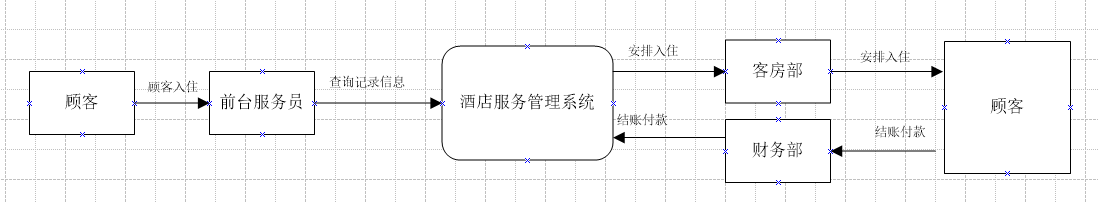 顾客
顾客入住
前台服务员
查询记录信息
酒店服务管理系统
安排入住
客房部
安排入住
结账付款
财务部
结账付款
顾客